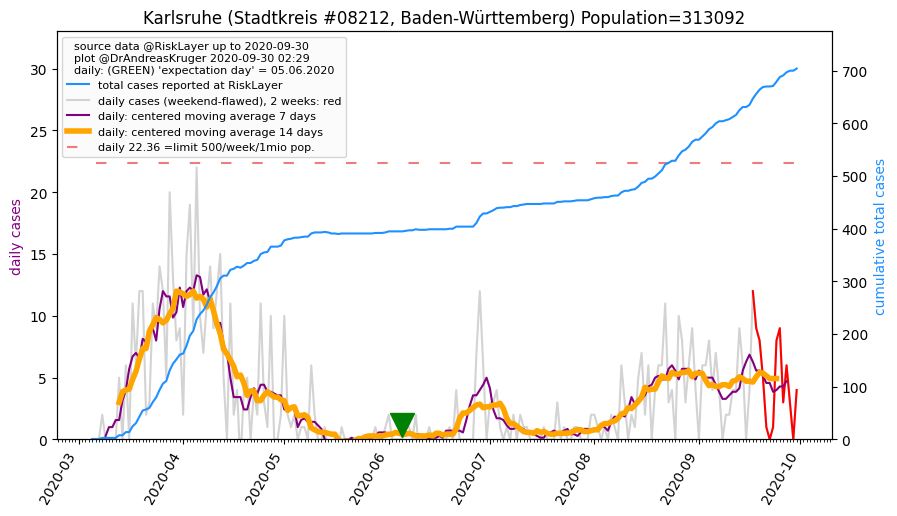 Karlsruhe (Stadtkreis #08212, Baden-Württemberg) Population=313092
source data @RiskLayer up to 2020-09-30
plot @DrAndreasKruger 2020-09-30 02:29
daily: (GREEN) 'expectation day' = 05.06.2020
total cases reported at RiskLayer
daily cases (weekend-flawed), 2 weeks: red
daily: centered moving average 7 days
daily: centered moving average 14 days
daily 22.36 =limit 500/week/1mio pop.
daily cases
30
25
20
15
10
5
0
700
600
500
400
300
200
100
0
cumulative total cases
2020-03
2020-04
2020-05
2020-06
2020-07
2020-08
2020-09
2020-10